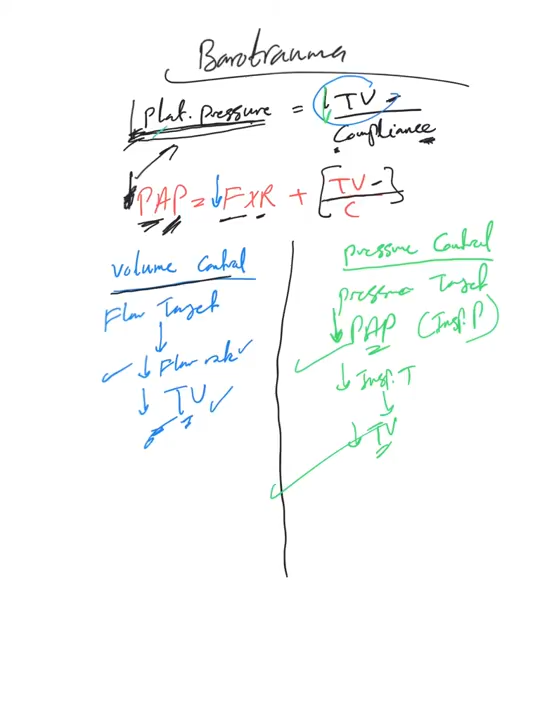 Barotrauma
↓ Plat. pressure = ↓ TV
Compliance
↓ PAP = ↓ F x R + [TV]
C
Volume Control
Flow Target
↓
✓ ↓ Flow rate ✓
↓ TV ✓
pressure Control
pressure Target
↓ PAP (Insp. P)
↓ Insp. T
↓
↓ TV